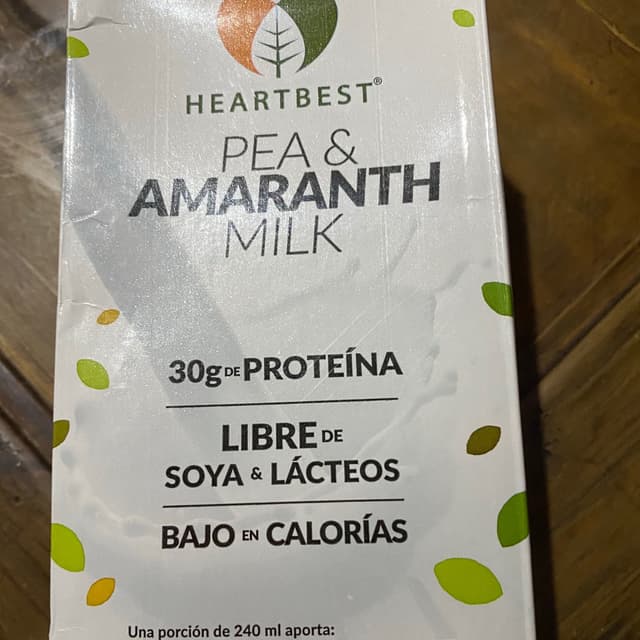 HEARTBEST®
PEA &
AMARANTH
MILK
30g DE PROTEÍNA
LIBRE DE
SOYA & LÁCTEOS
BAJO EN CALORÍAS
Una porción de 240 ml aporta: